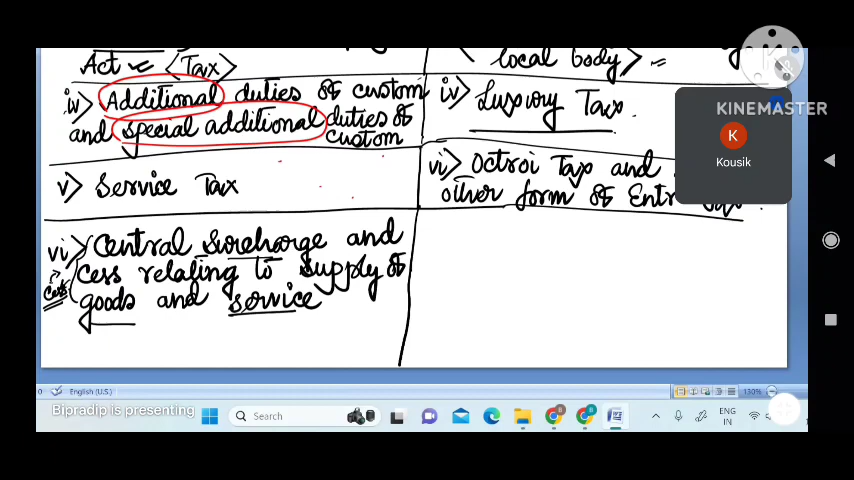 Act (Tax)
local body) =
iv) Additional duties of custom
and special additional duties of
custom
iv) Luxury Tax.
KINEMASTER
K
Kousik
v) Service Tax
vi) Octroi Tax and
other form of
vi) Central Surcharge and
cess relating to supply of
goods and service
Cess
English (U.S.)
130%
Bipradip is presenting
Search
ENG
IN